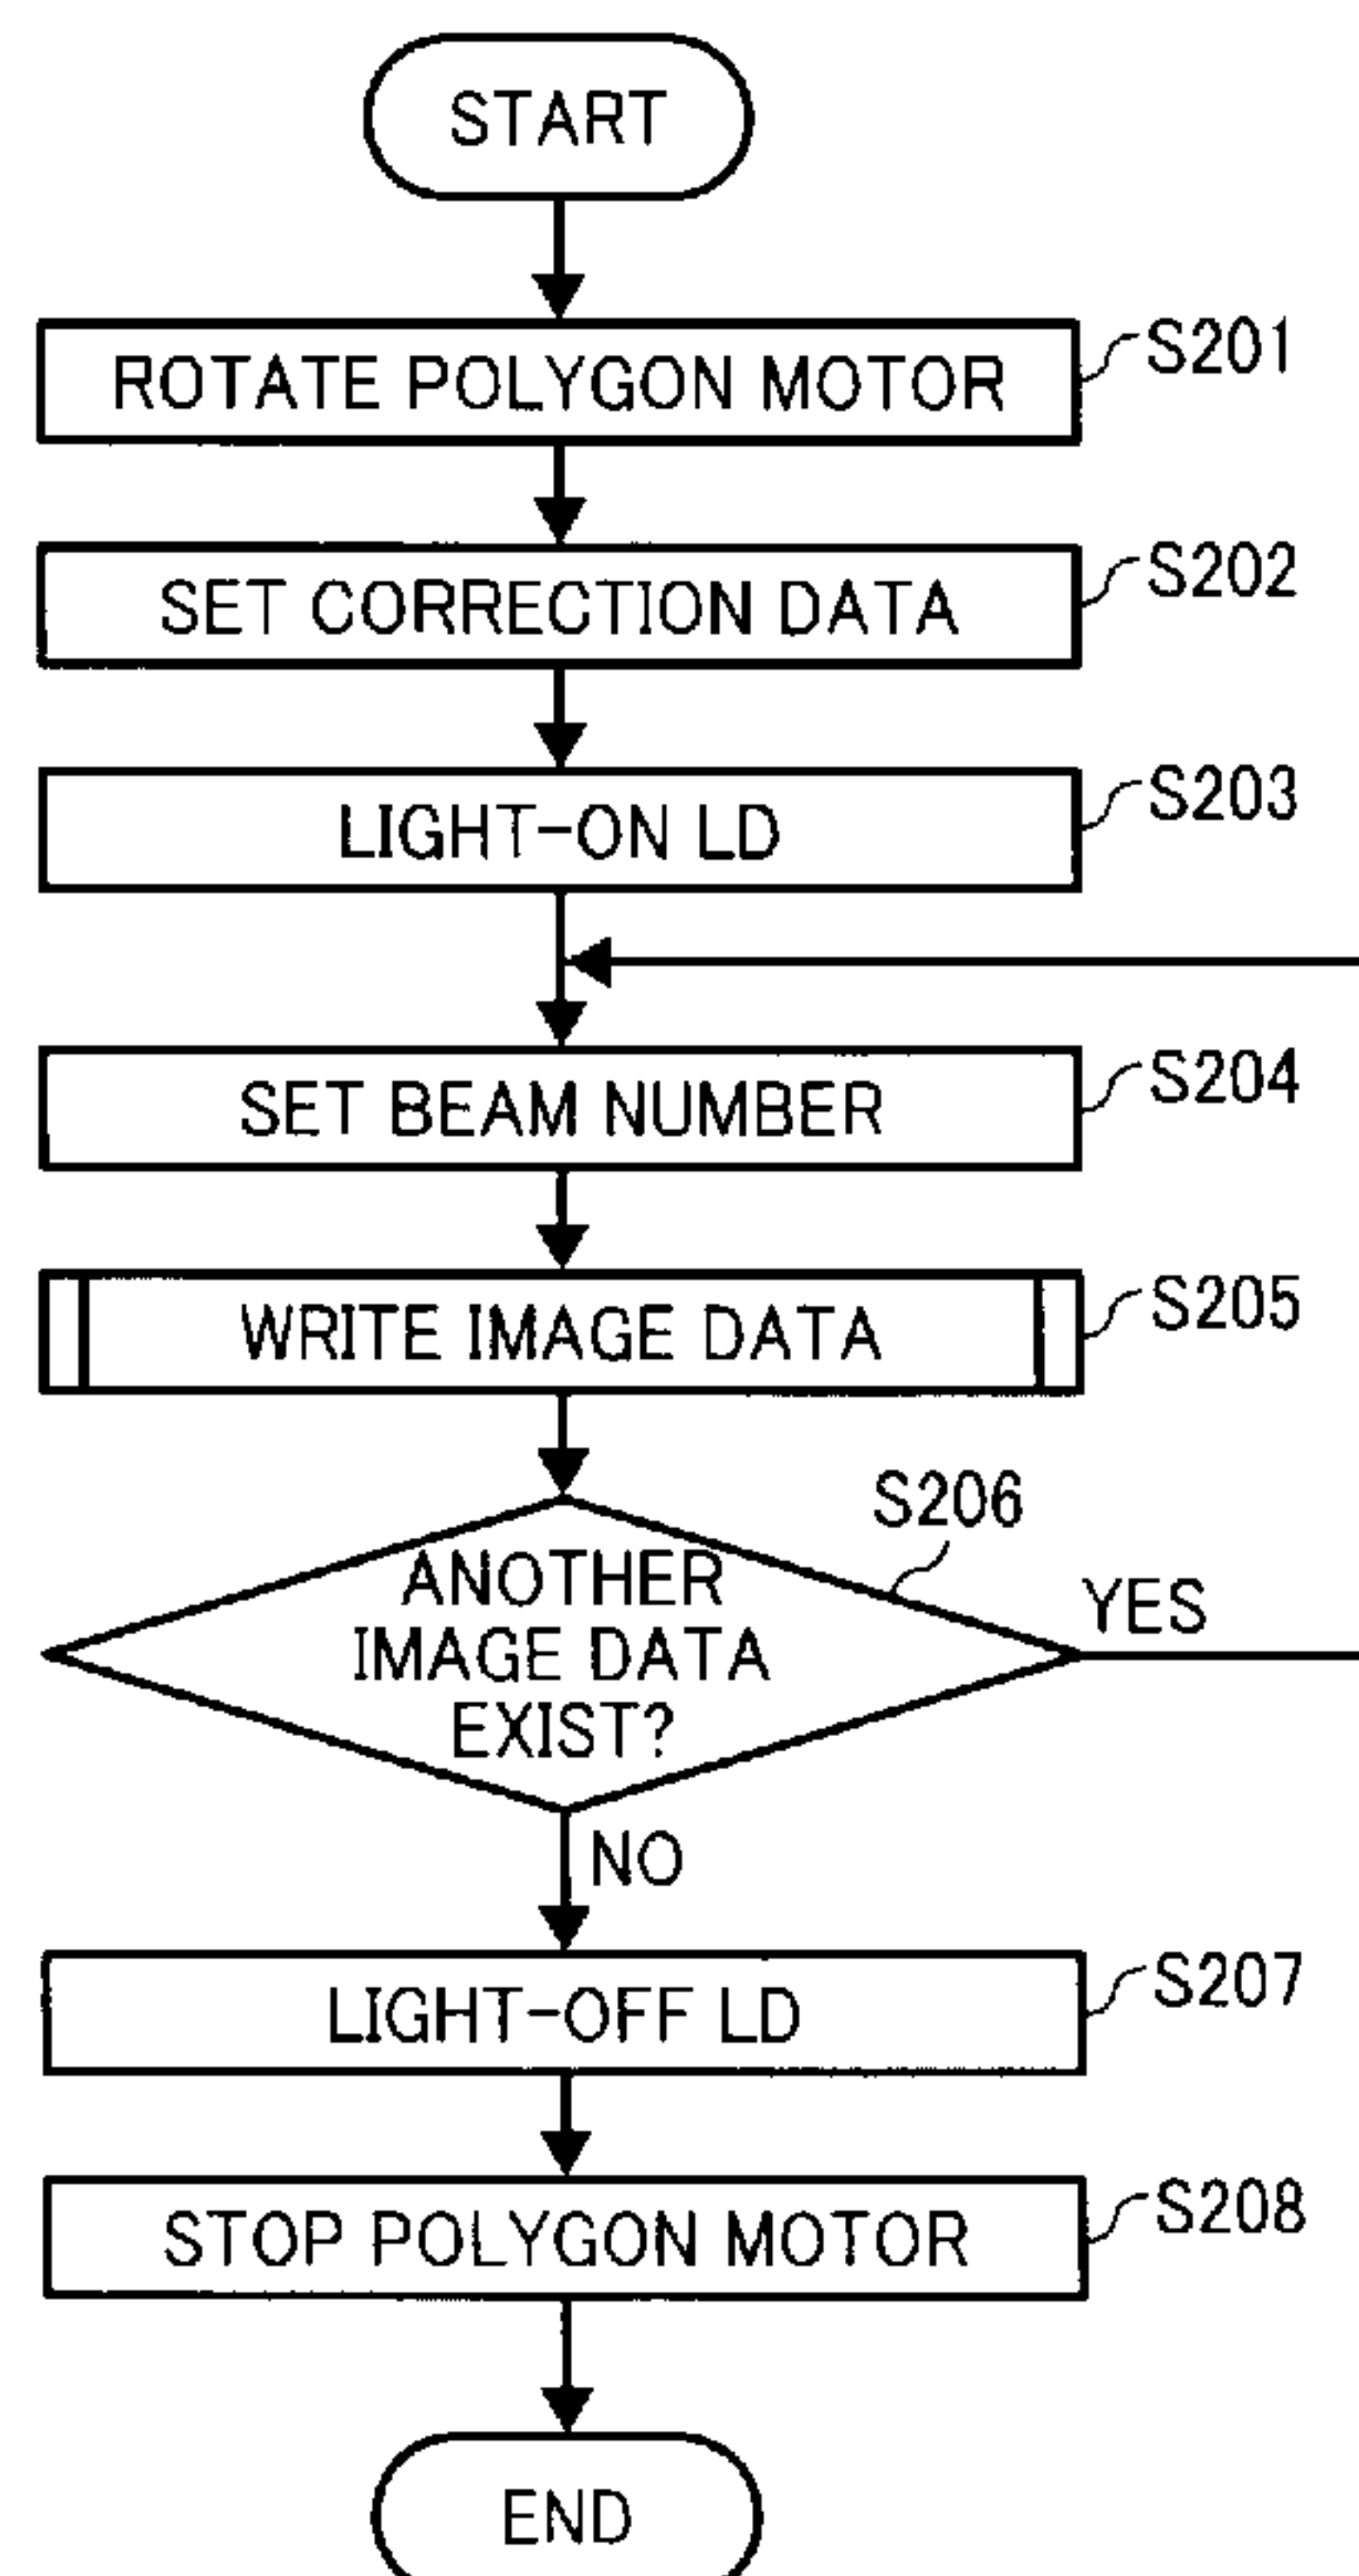 START
ROTATE POLYGON MOTOR
S201
SET CORRECTION DATA
S202
LIGHT-ON LD
S203
SET BEAM NUMBER
S204
WRITE IMAGE DATA
S205
S206
ANOTHER
IMAGE DATA
EXIST?
YES
NO
LIGHT-OFF LD
S207
STOP POLYGON MOTOR
S208
END